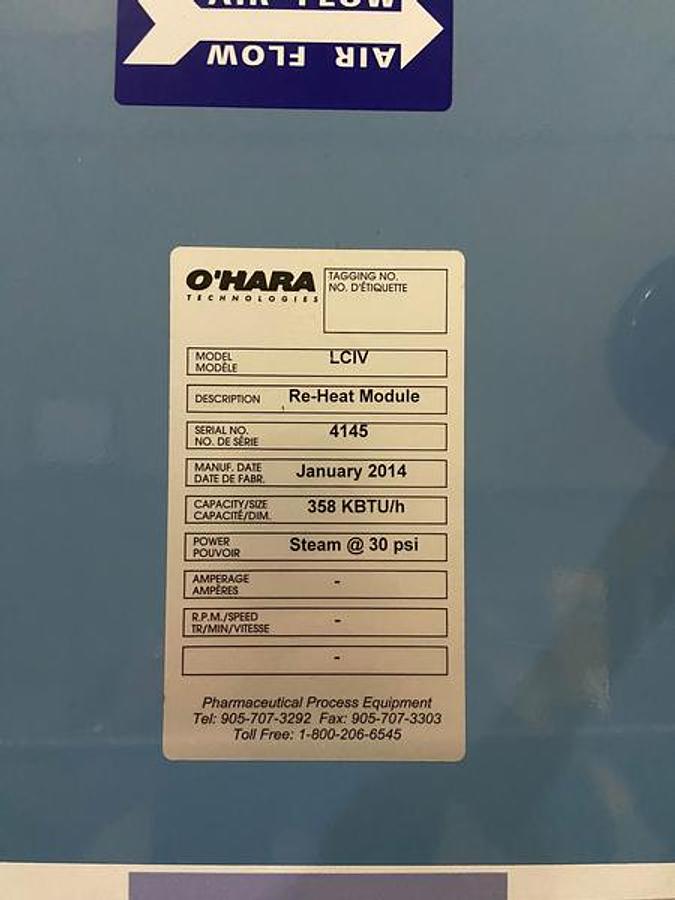 AIR FLOW
AIR FLOW
O'HARA
TECHNOLOGIES
TAGGING NO.
NO. D'ÉTIQUETTE
MODEL
MODÈLE
LCIV
DESCRIPTION
Re-Heat Module
SERIAL NO.
NO. DE SÉRIE
4145
MANUF. DATE
DATE DE FABR.
January 2014
CAPACITY/SIZE
CAPACITÉ/DIM.
358 KBTU/h
POWER
POUVOIR
Steam @ 30 psi
AMPERAGE
AMPÈRES
-
R.P.M./SPEED
TR/MIN/VITESSE
-
-
Pharmaceutical Process Equipment
Tel: 905-707-3292 Fax: 905-707-3303
Toll Free: 1-800-206-6545